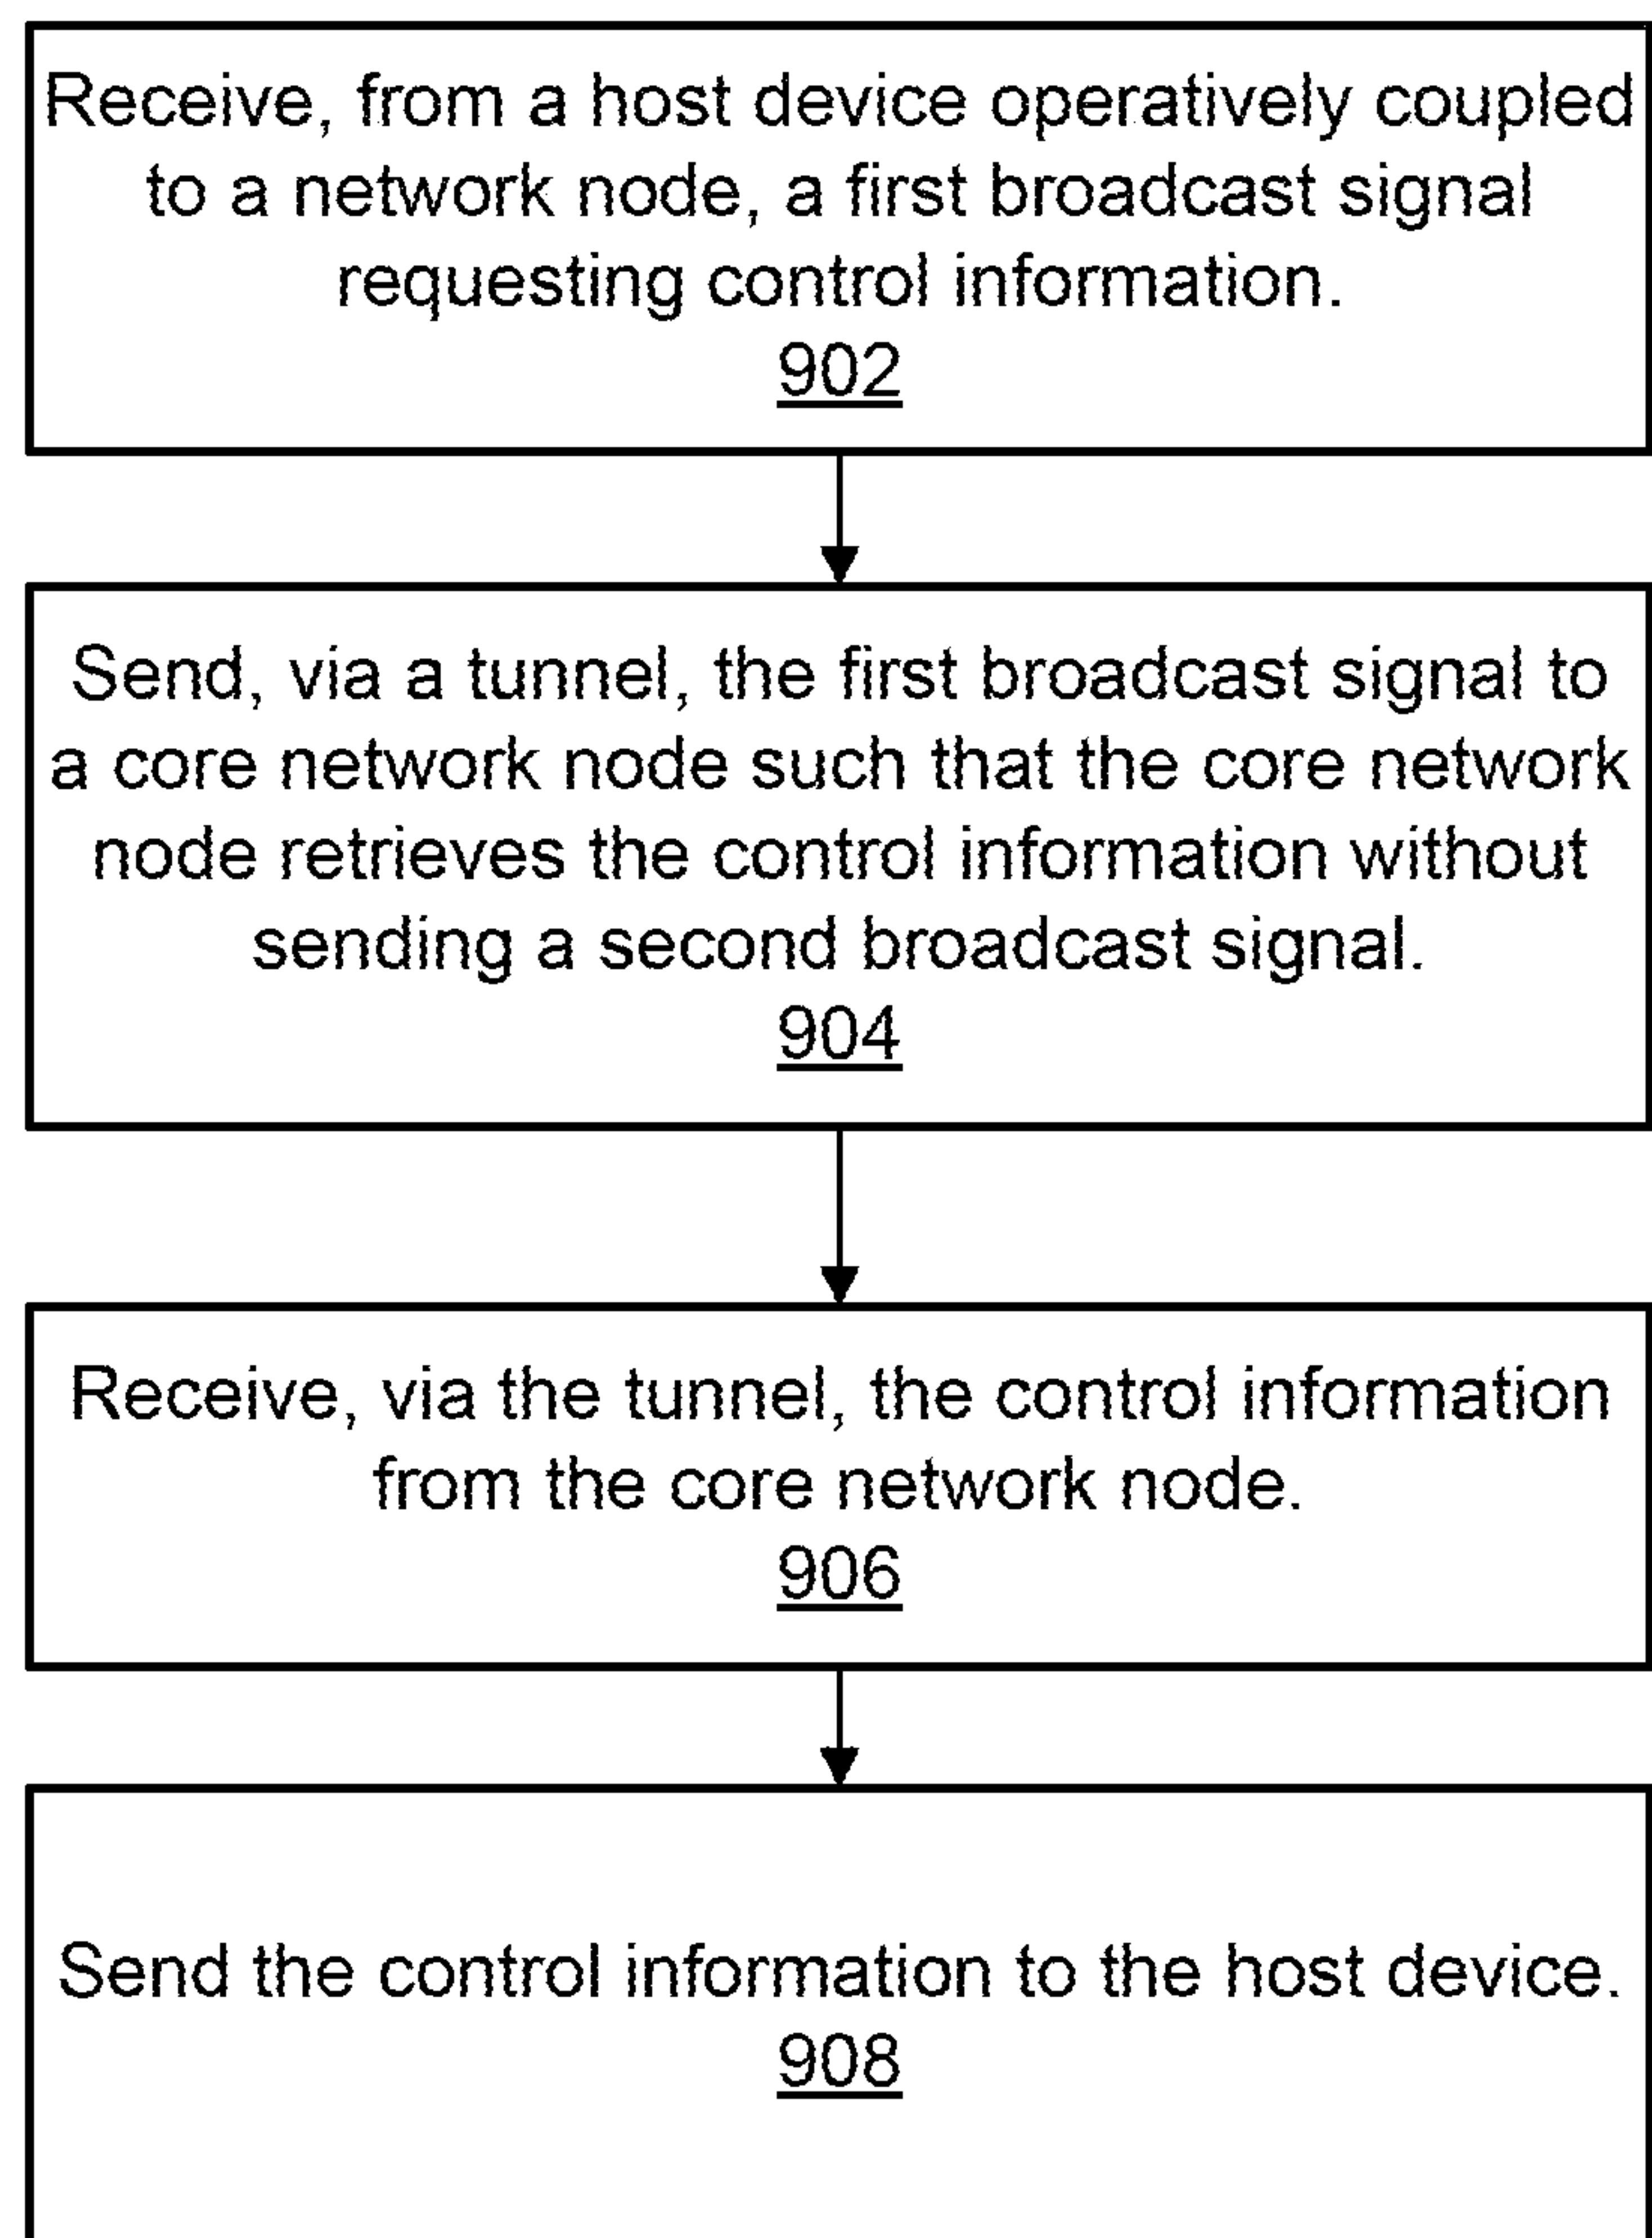 Receive, from a host device operatively coupled
to a network node, a first broadcast signal
requesting control information.
902
Send, via a tunnel, the first broadcast signal to
a core network node such that the core network
node retrieves the control information without
sending a second broadcast signal.
904
Receive, via the tunnel, the control information
from the core network node.
906
Send the control information to the host device.
908